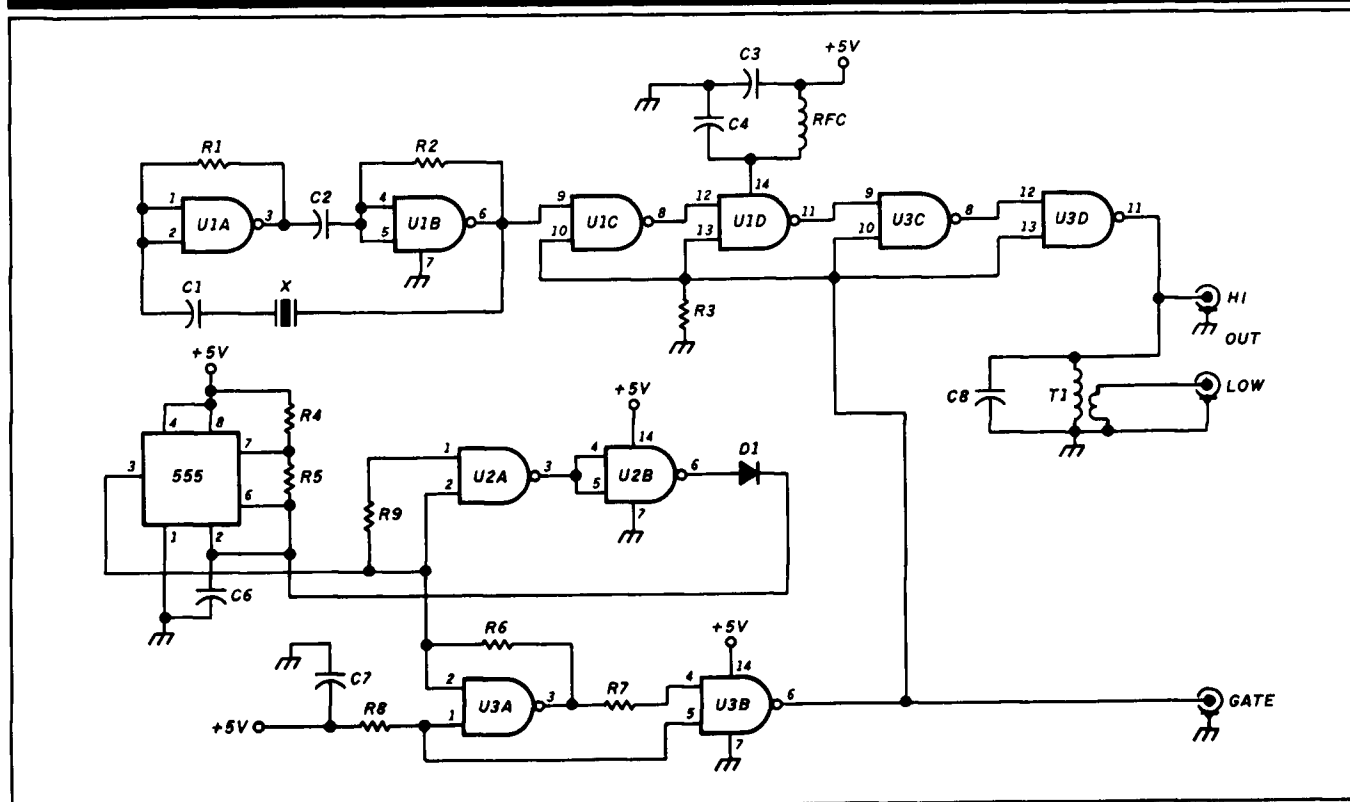 C3
+5V
C4
RFC
R1
R2
1
2
U1A
3
C2
4
5
U1B
6
7
9
10
U1C
8
12
13
14
U1D
11
9
10
U3C
8
12
13
U3D
11
C1
X
R3
HI
OUT
LOW
C8
T1
+5V
4
8
R4
7
3
555
R5
6
1
2
C6
R9
1
2
U2A
3
+5V
14
4
5
U2B
6
7
D1
R6
C7
+5V
R8
2
1
U3A
3
R7
+5V
14
4
5
U3B
6
7
GATE